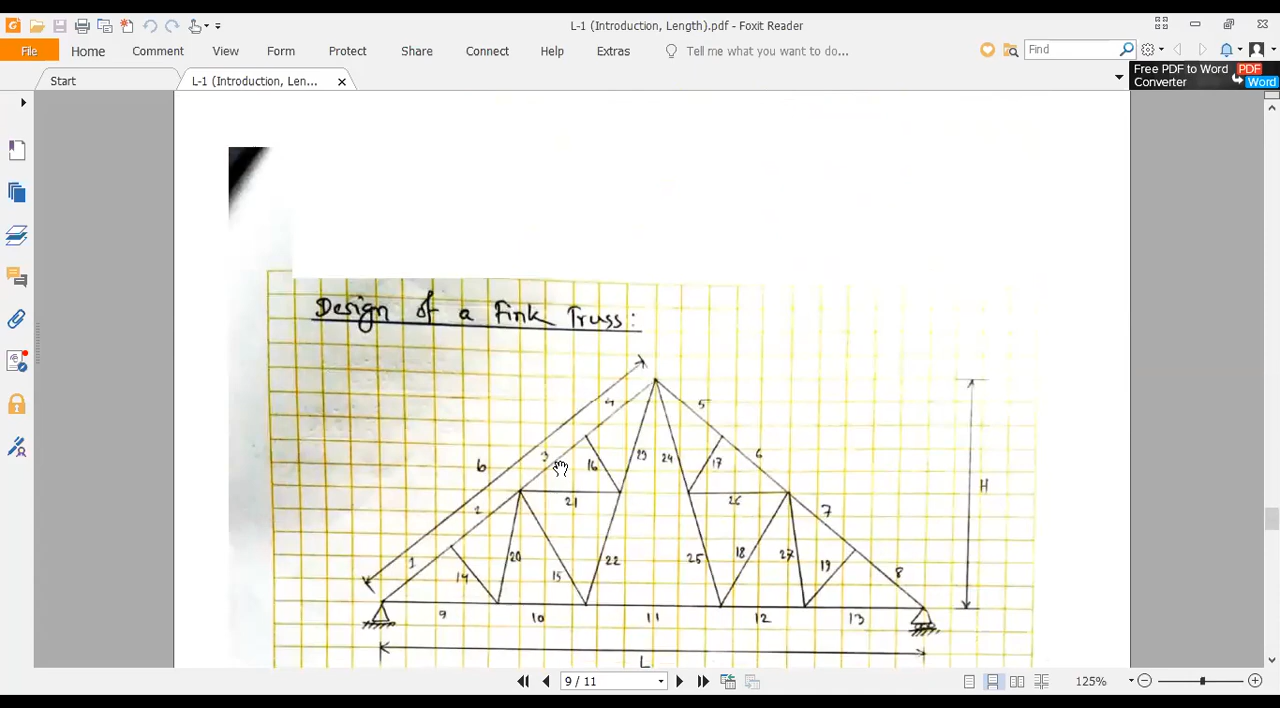 L-1 (Introduction, Length).pdf - Foxit Reader
File Home Comment View Form Protect Share Connect Help Extras Tell me what you want to do... Find
Start L-1 (Introduction, Len... Free PDF to Word PDF
Converter Word
Design of a Fink Truss:
4 5
b 3 16 23 24 17 6 H
2 21 26 7
1 14 20 15 22 25 18 27 19 8
9 10 11 12 13
L
9 / 11 125%